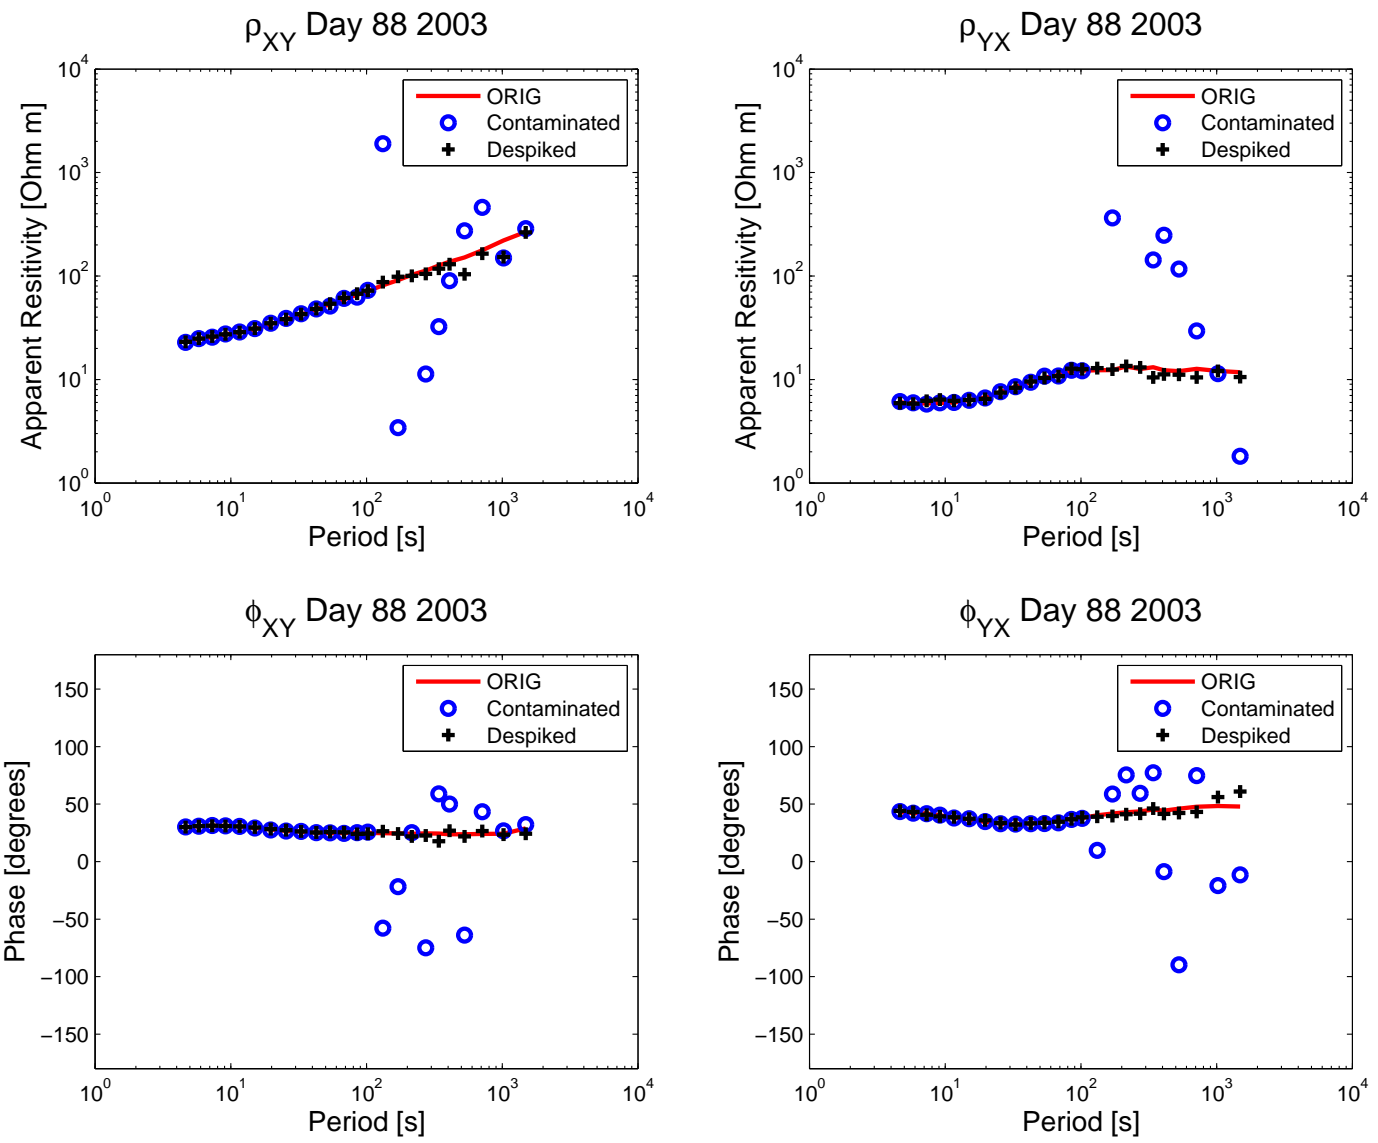 ρXY Day 88 2003
10^4
10^3
10^2
10^1
10^0
Apparent Resitivity [Ohm m]
ORIG
Contaminated
Despiked
10^0 10^1 10^2 10^3 10^4
Period [s]
ρYX Day 88 2003
10^4
10^3
10^2
10^1
10^0
Apparent Resitivity [Ohm m]
ORIG
Contaminated
Despiked
10^0 10^1 10^2 10^3 10^4
Period [s]
ϕXY Day 88 2003
150
100
50
0
−50
−100
−150
Phase [degrees]
ORIG
Contaminated
Despiked
10^0 10^1 10^2 10^3 10^4
Period [s]
ϕYX Day 88 2003
150
100
50
0
−50
−100
−150
Phase [degrees]
ORIG
Contaminated
Despiked
10^0 10^1 10^2 10^3 10^4
Period [s]